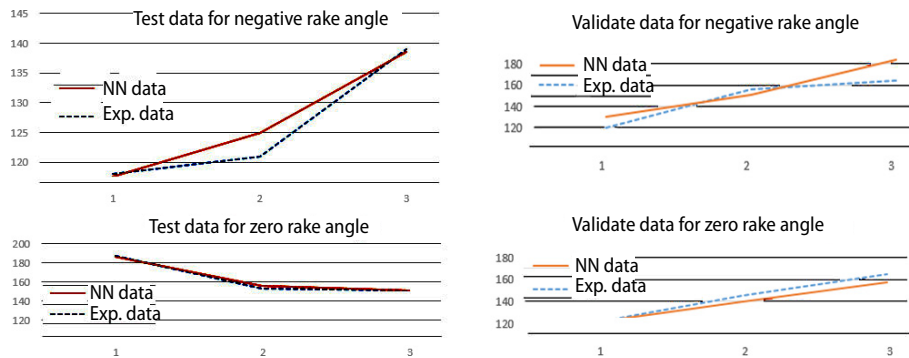 Test data for negative rake angle
145
140
135
130
125
120
NN data
Exp. data
1 2 3
Validate data for negative rake angle
180
160
140
120
NN data
Exp. data
1 2 3
Test data for zero rake angle
200
180
160
140
120
NN data
Exp. data
1 2 3
Validate data for zero rake angle
180
160
140
120
NN data
Exp. data
1 2 3